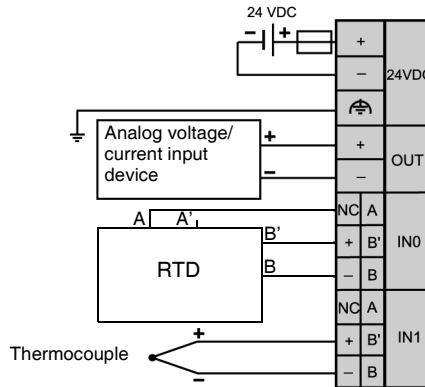 24 VDC
− + +
−
24VDC
Analog voltage/
current input
device
+ +
− −
OUT
A A' NC A
B' + B'
RTD
B − B
IN0
NC A
+ + B'
Thermocouple
− − B
IN1